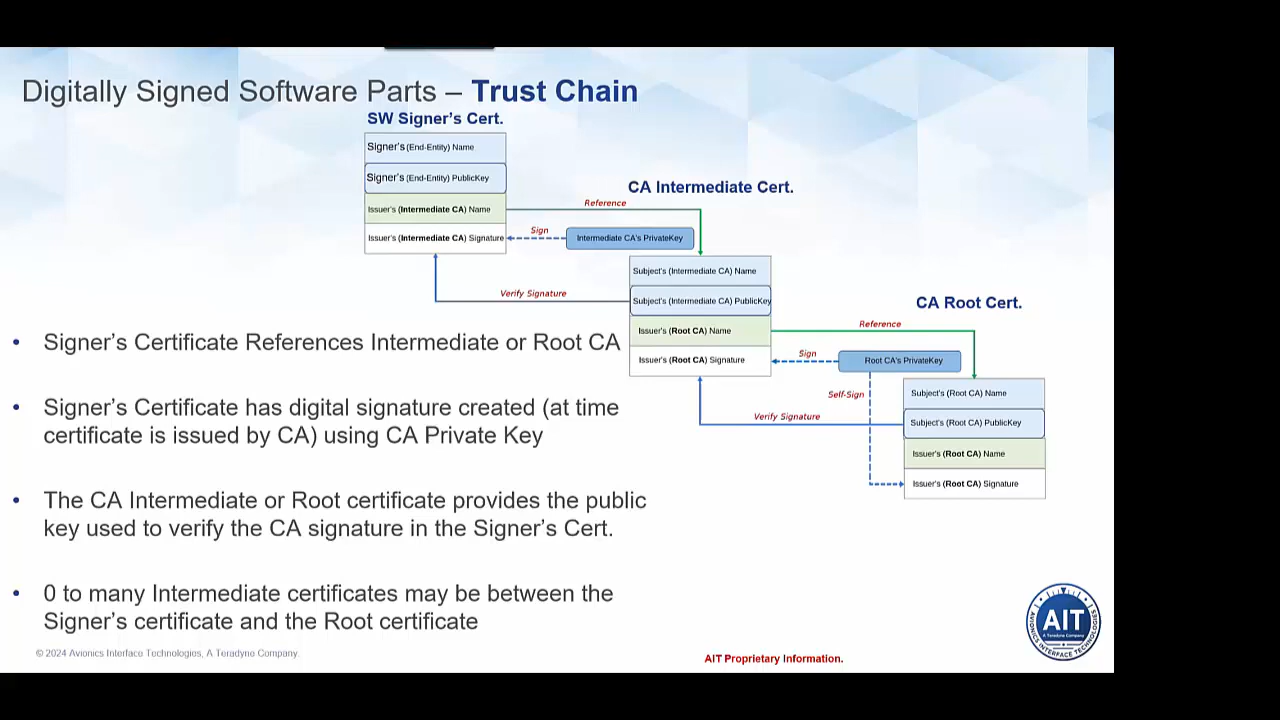 Digitally Signed Software Parts – Trust Chain
SW Signer's Cert.
Signer's (End-Entity) Name
Signer's (End-Entity) PublicKey
Issuer's (Intermediate CA) Name
Issuer's (Intermediate CA) Signature
Reference
Sign
Intermediate CA's PrivateKey
Verify Signature
CA Intermediate Cert.
Subject's (Intermediate CA) Name
Subject's (Intermediate CA) PublicKey
Issuer's (Root CA) Name
Issuer's (Root CA) Signature
Reference
Sign
Root CA's PrivateKey
Self-Sign
Verify Signature
CA Root Cert.
Subject's (Root CA) Name
Subject's (Root CA) PublicKey
Issuer's (Root CA) Name
Issuer's (Root CA) Signature
• Signer's Certificate References Intermediate or Root CA
• Signer's Certificate has digital signature created (at time
certificate is issued by CA) using CA Private Key
• The CA Intermediate or Root certificate provides the public
key used to verify the CA signature in the Signer's Cert.
• 0 to many Intermediate certificates may be between the
Signer's certificate and the Root certificate
© 2024 Avionics Interface Technologies, A Teradyne Company.
AIT Proprietary Information.
AIT
A Teradyne Company
AVIONICS INTERFACE TECHNOLOGIES